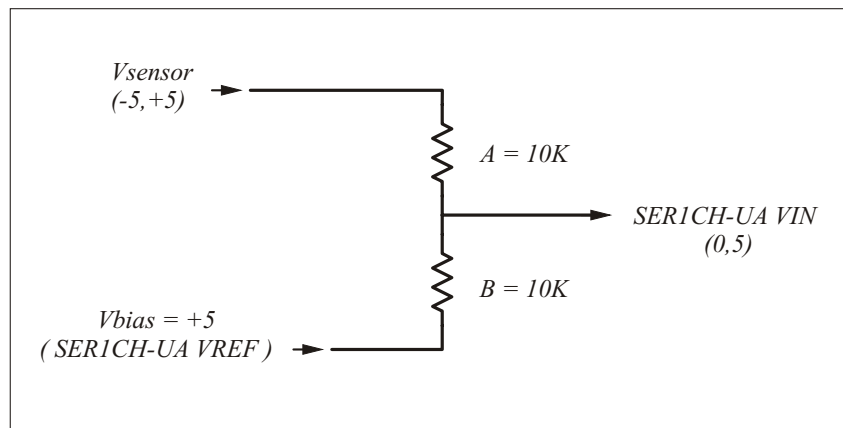 Vsensor
(-5,+5)
A = 10K
SER1CH-UA VIN
(0,5)
B = 10K
Vbias = +5
( SER1CH-UA VREF )